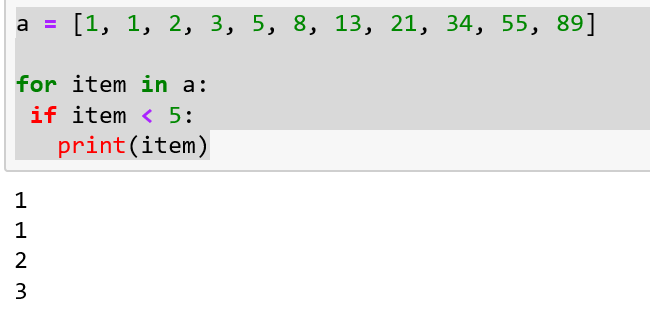 a = [1, 1, 2, 3, 5, 8, 13, 21, 34, 55, 89]

for item in a:
 if item < 5:
   print(item)
1
1
2
3